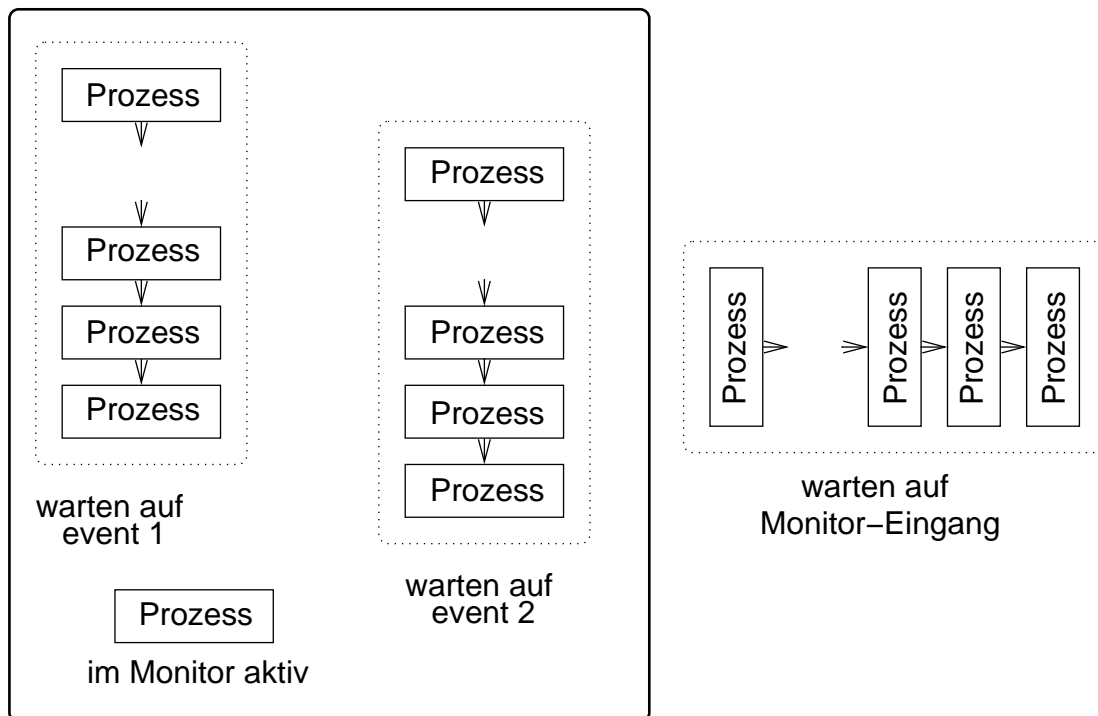 Prozess
Prozess
Prozess
Prozess
warten auf
event 1
Prozess
im Monitor aktiv
Prozess
Prozess
Prozess
Prozess
warten auf
event 2
Prozess
Prozess
Prozess
Prozess
warten auf
Monitor−Eingang